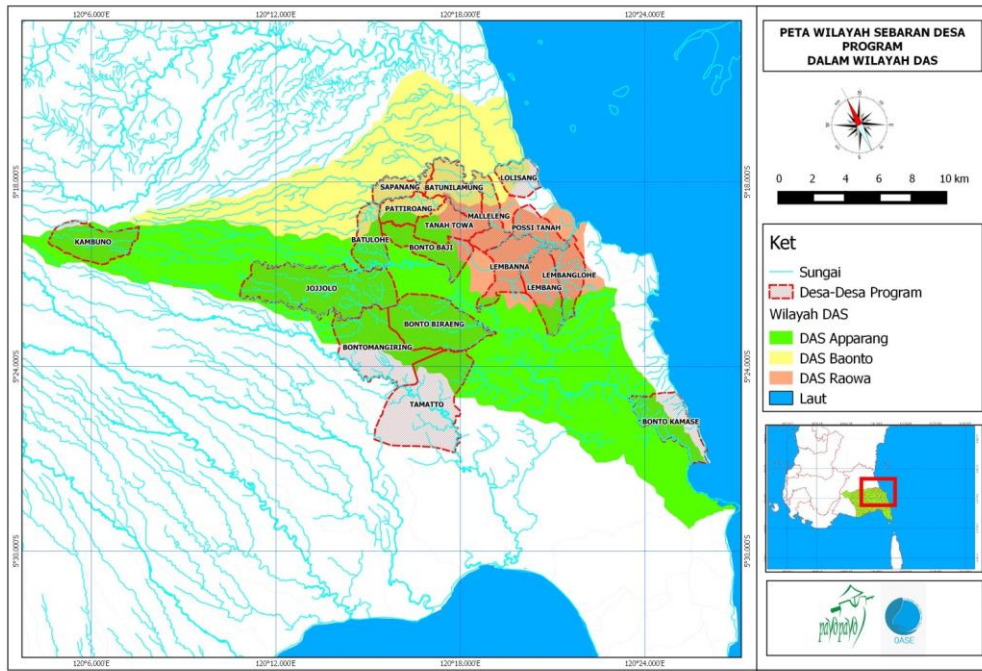 120°6.000'E 120°12.000'E 120°18.000'E 120°24.000'E
5°18.000'S 5°18.000'S
5°24.000'S 5°24.000'S
5°30.000'S 5°30.000'S
LOLISANG
SAPANANG
BATUNILAMUNG
PATTIROANG
MALLELENG
TANAH TOWA
POSSI TANAH
KAMBUNO
BATULOHE
BONTO BAJI
LEMBANNA
LEMBANGLOHE
JOJJOLO
LEMBANG
BONTO BIRAENG
BONTOMANGIRING
TAMATTO
BONTO KAMASE
120°6.000'E 120°12.000'E 120°18.000'E 120°24.000'E
PETA WILAYAH SEBARAN DESA
PROGRAM
DALAM WILAYAH DAS
0 2 4 6 8 10 km
Ket
Sungai
Desa-Desa Program
Wilayah DAS
DAS Apparang
DAS Baonto
DAS Raowa
Laut
payopayo
OASE